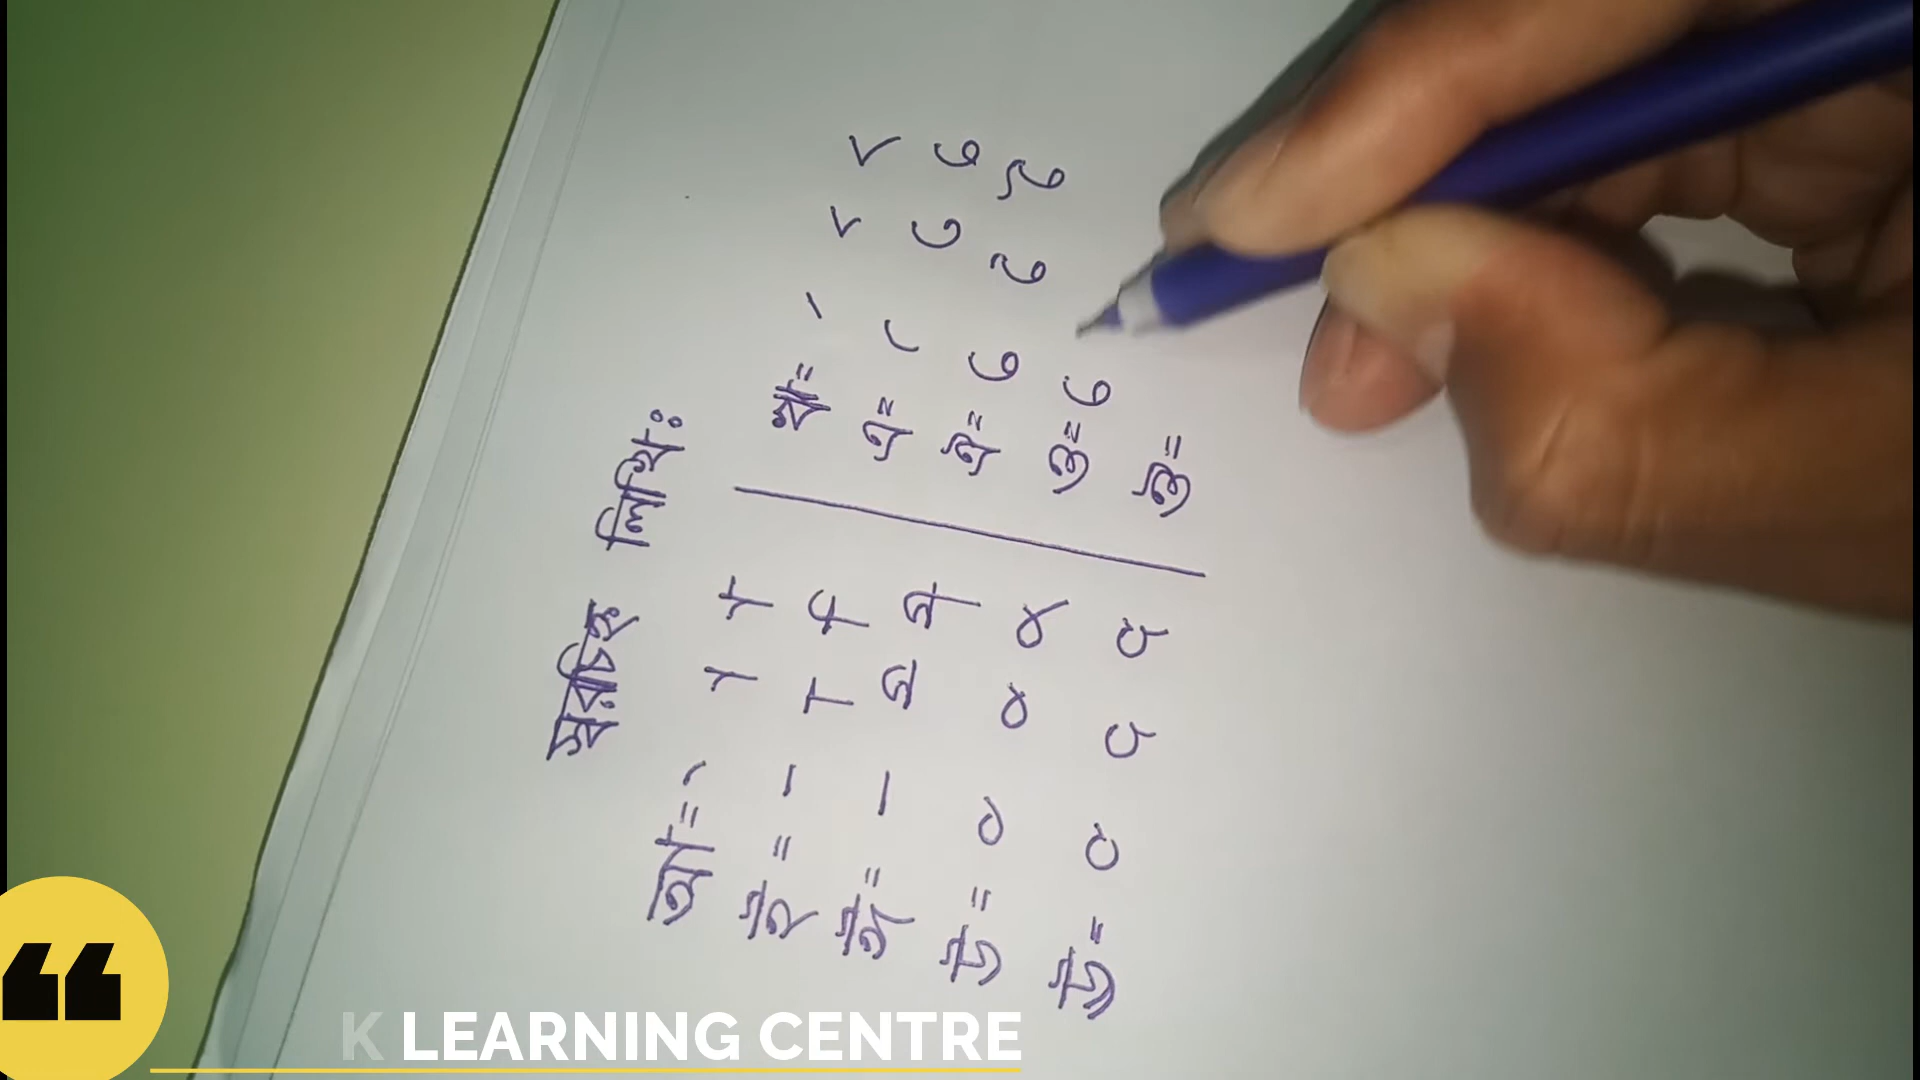 স্বরচিহ্ন লিখি:
আ=
ই=
ঈ=
উ=
ঊ=
ঋ=
এ=
ঐ=
ও=
ঔ=
K LEARNING CENTRE